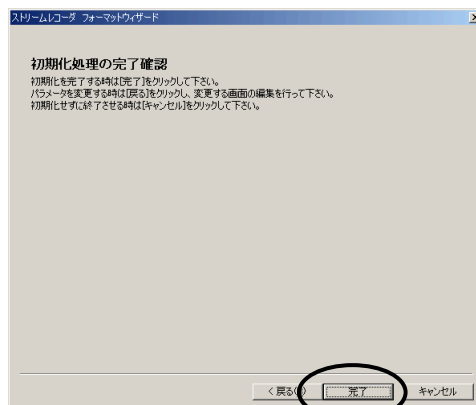 ストリームレコーダ フォーマットウィザード
初期化処理の完了確認
初期化を完了する時は[完了]をクリックして下さい。
パラメータを変更する時は[戻る]をクリックし、変更する画面の編集を行って下さい。
初期化せずに終了させる時は[キャンセル]をクリックして下さい。
< 戻る
完了
キャンセル